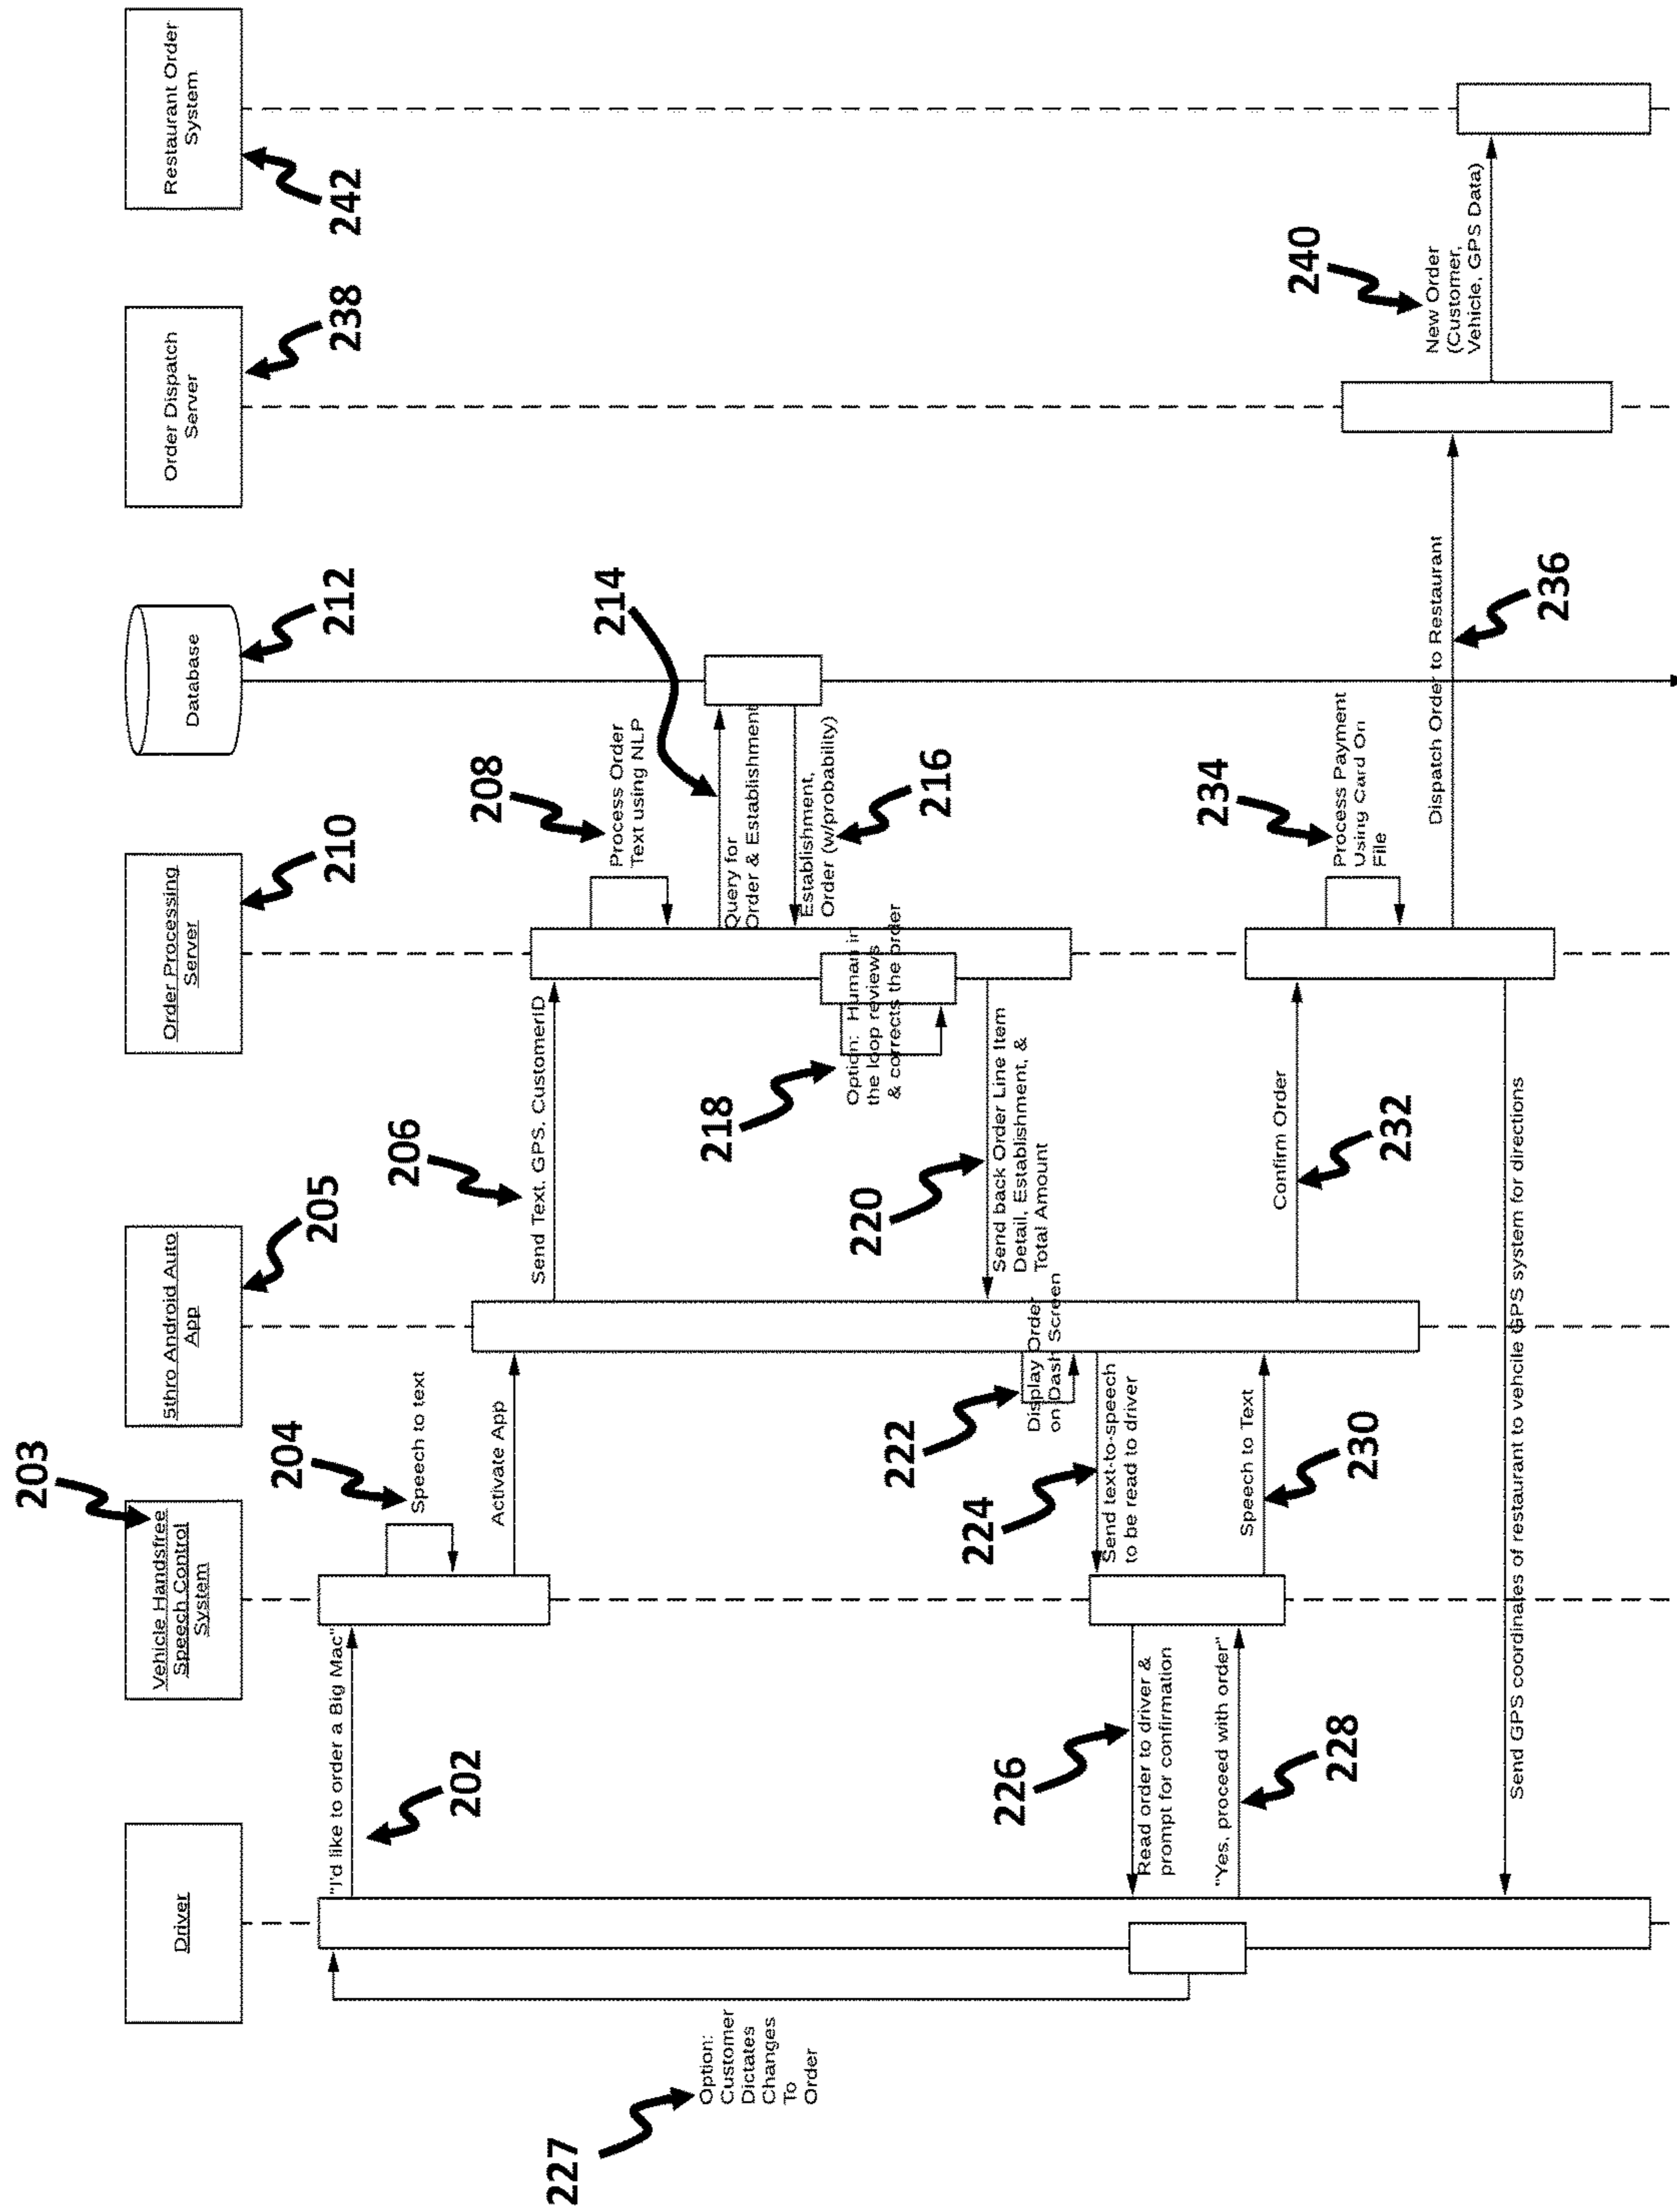 Driver
Vehicle Handsfree
Speech Control
System
203
5thro Android Auto
App
205
Order Processing
Server
210
Database
212
Order Dispatch
Server
238
Restaurant Order
System
242
"I'd like to order a Big Mac"
202
Speech to text
204
Activate App
Send Text, GPS, CustomerID
206
Process Order
Text using NLP
208
Query for
Order & Establishment
214
Establishment,
Order (w/probability)
216
Option: Human in
the loop reviews
& corrects the order
218
Send back Order Line Item
Detail, Establishment, &
Total Amount
220
Display Order
on Dash Screen
222
Send text-to-speech
to be read to driver
224
Read order to driver &
prompt for confirmation
226
Option:
Customer
Dictates
Changes
To
Order
227
"Yes, proceed with order"
228
Speech to Text
230
Confirm Order
232
Process Payment
Using Card On
File
234
Dispatch Order to Restaurant
236
New Order
(Customer,
Vehicle, GPS Data)
240
Send GPS coordinates of restaurant to vehcile GPS system for directions